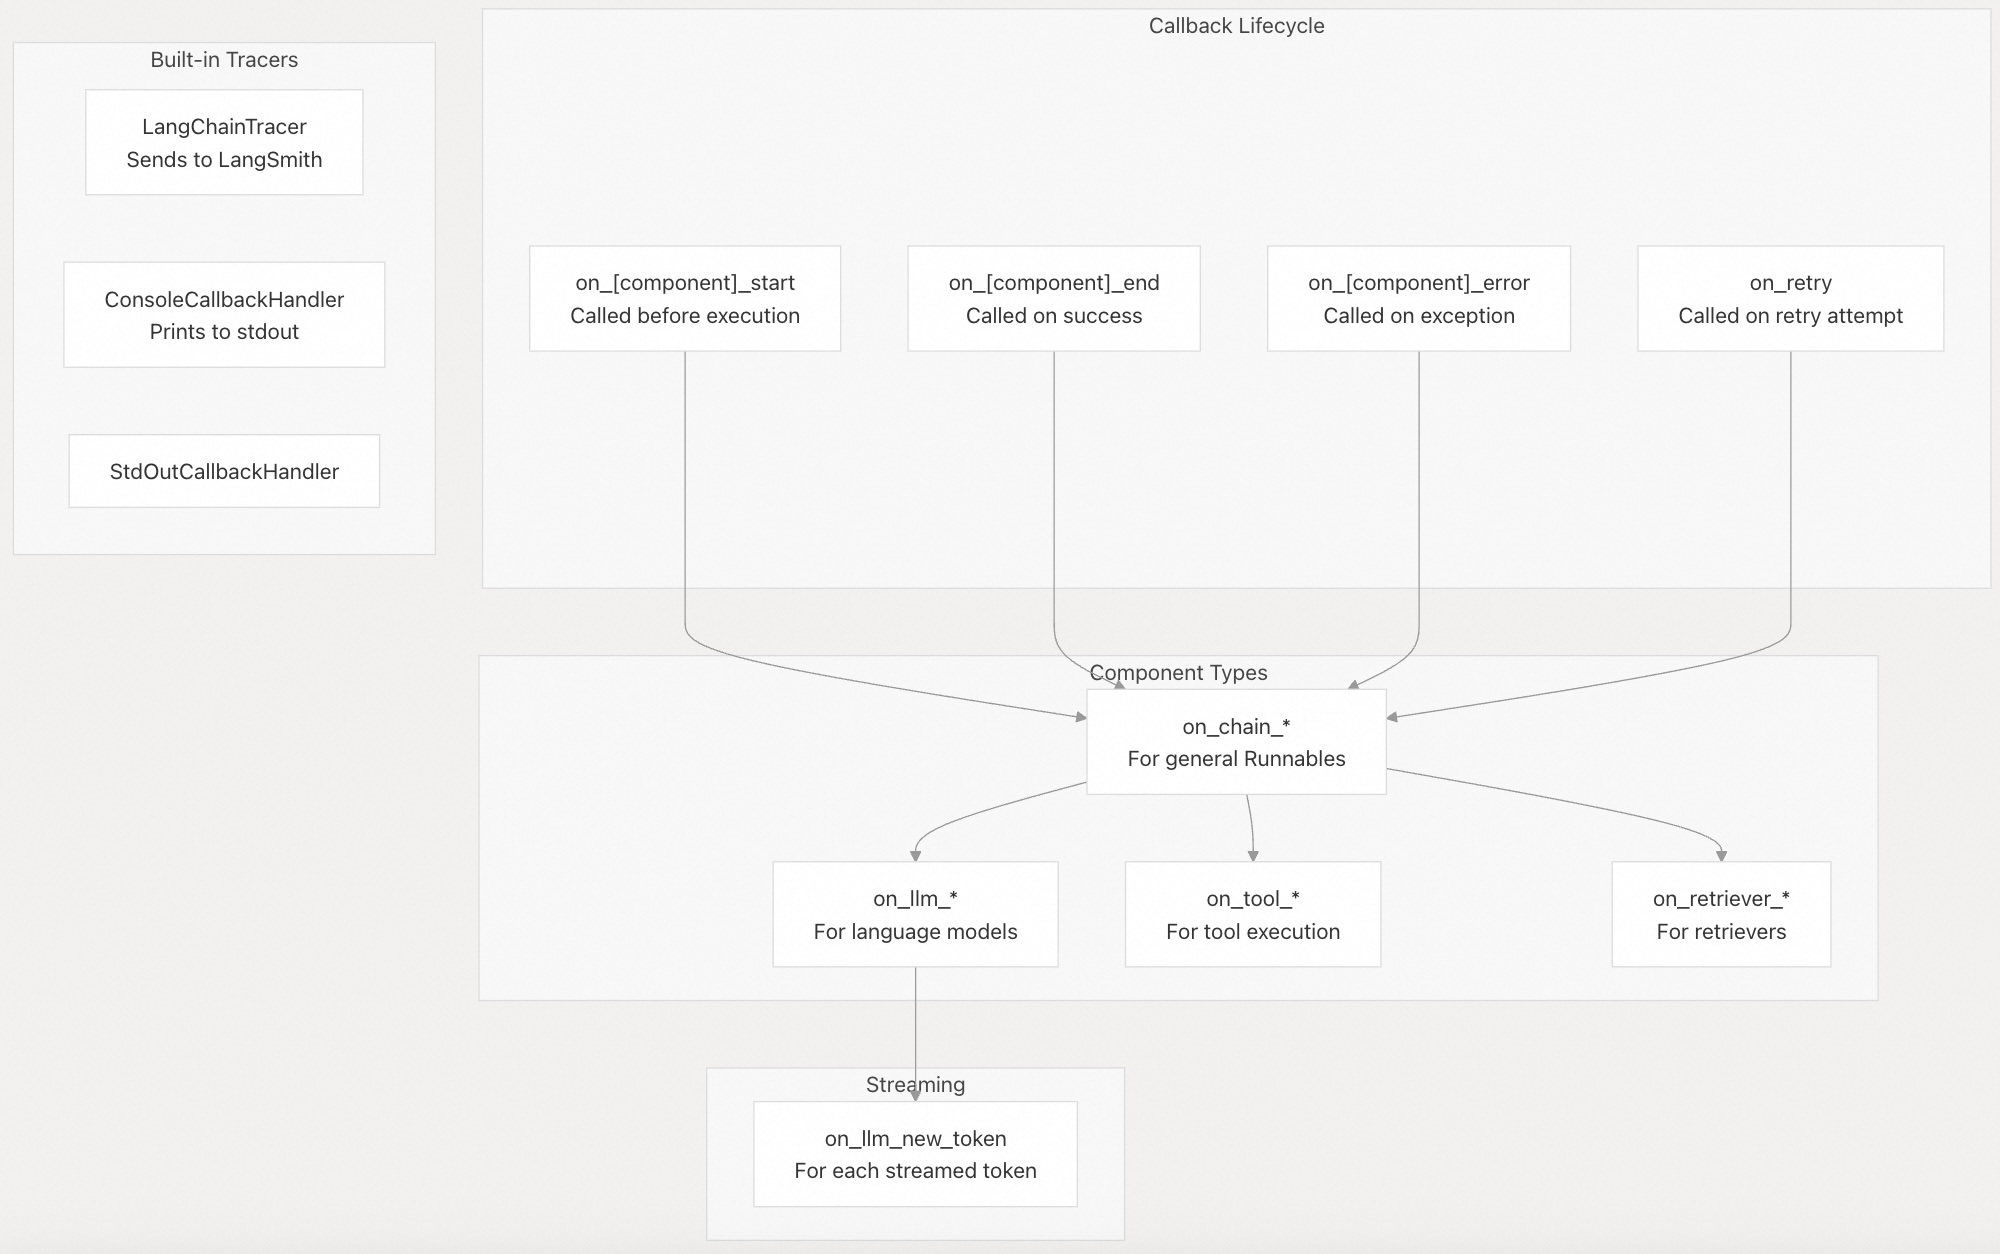 Built-in Tracers
LangChainTracer
Sends to LangSmith
ConsoleCallbackHandler
Prints to stdout
StdOutCallbackHandler
Callback Lifecycle
on_[component]_start
Called before execution
on_[component]_end
Called on success
on_[component]_error
Called on exception
on_retry
Called on retry attempt
Component Types
on_chain_*
For general Runnables
on_llm_*
For language models
on_tool_*
For tool execution
on_retriever_*
For retrievers
Streaming
on_llm_new_token
For each streamed token